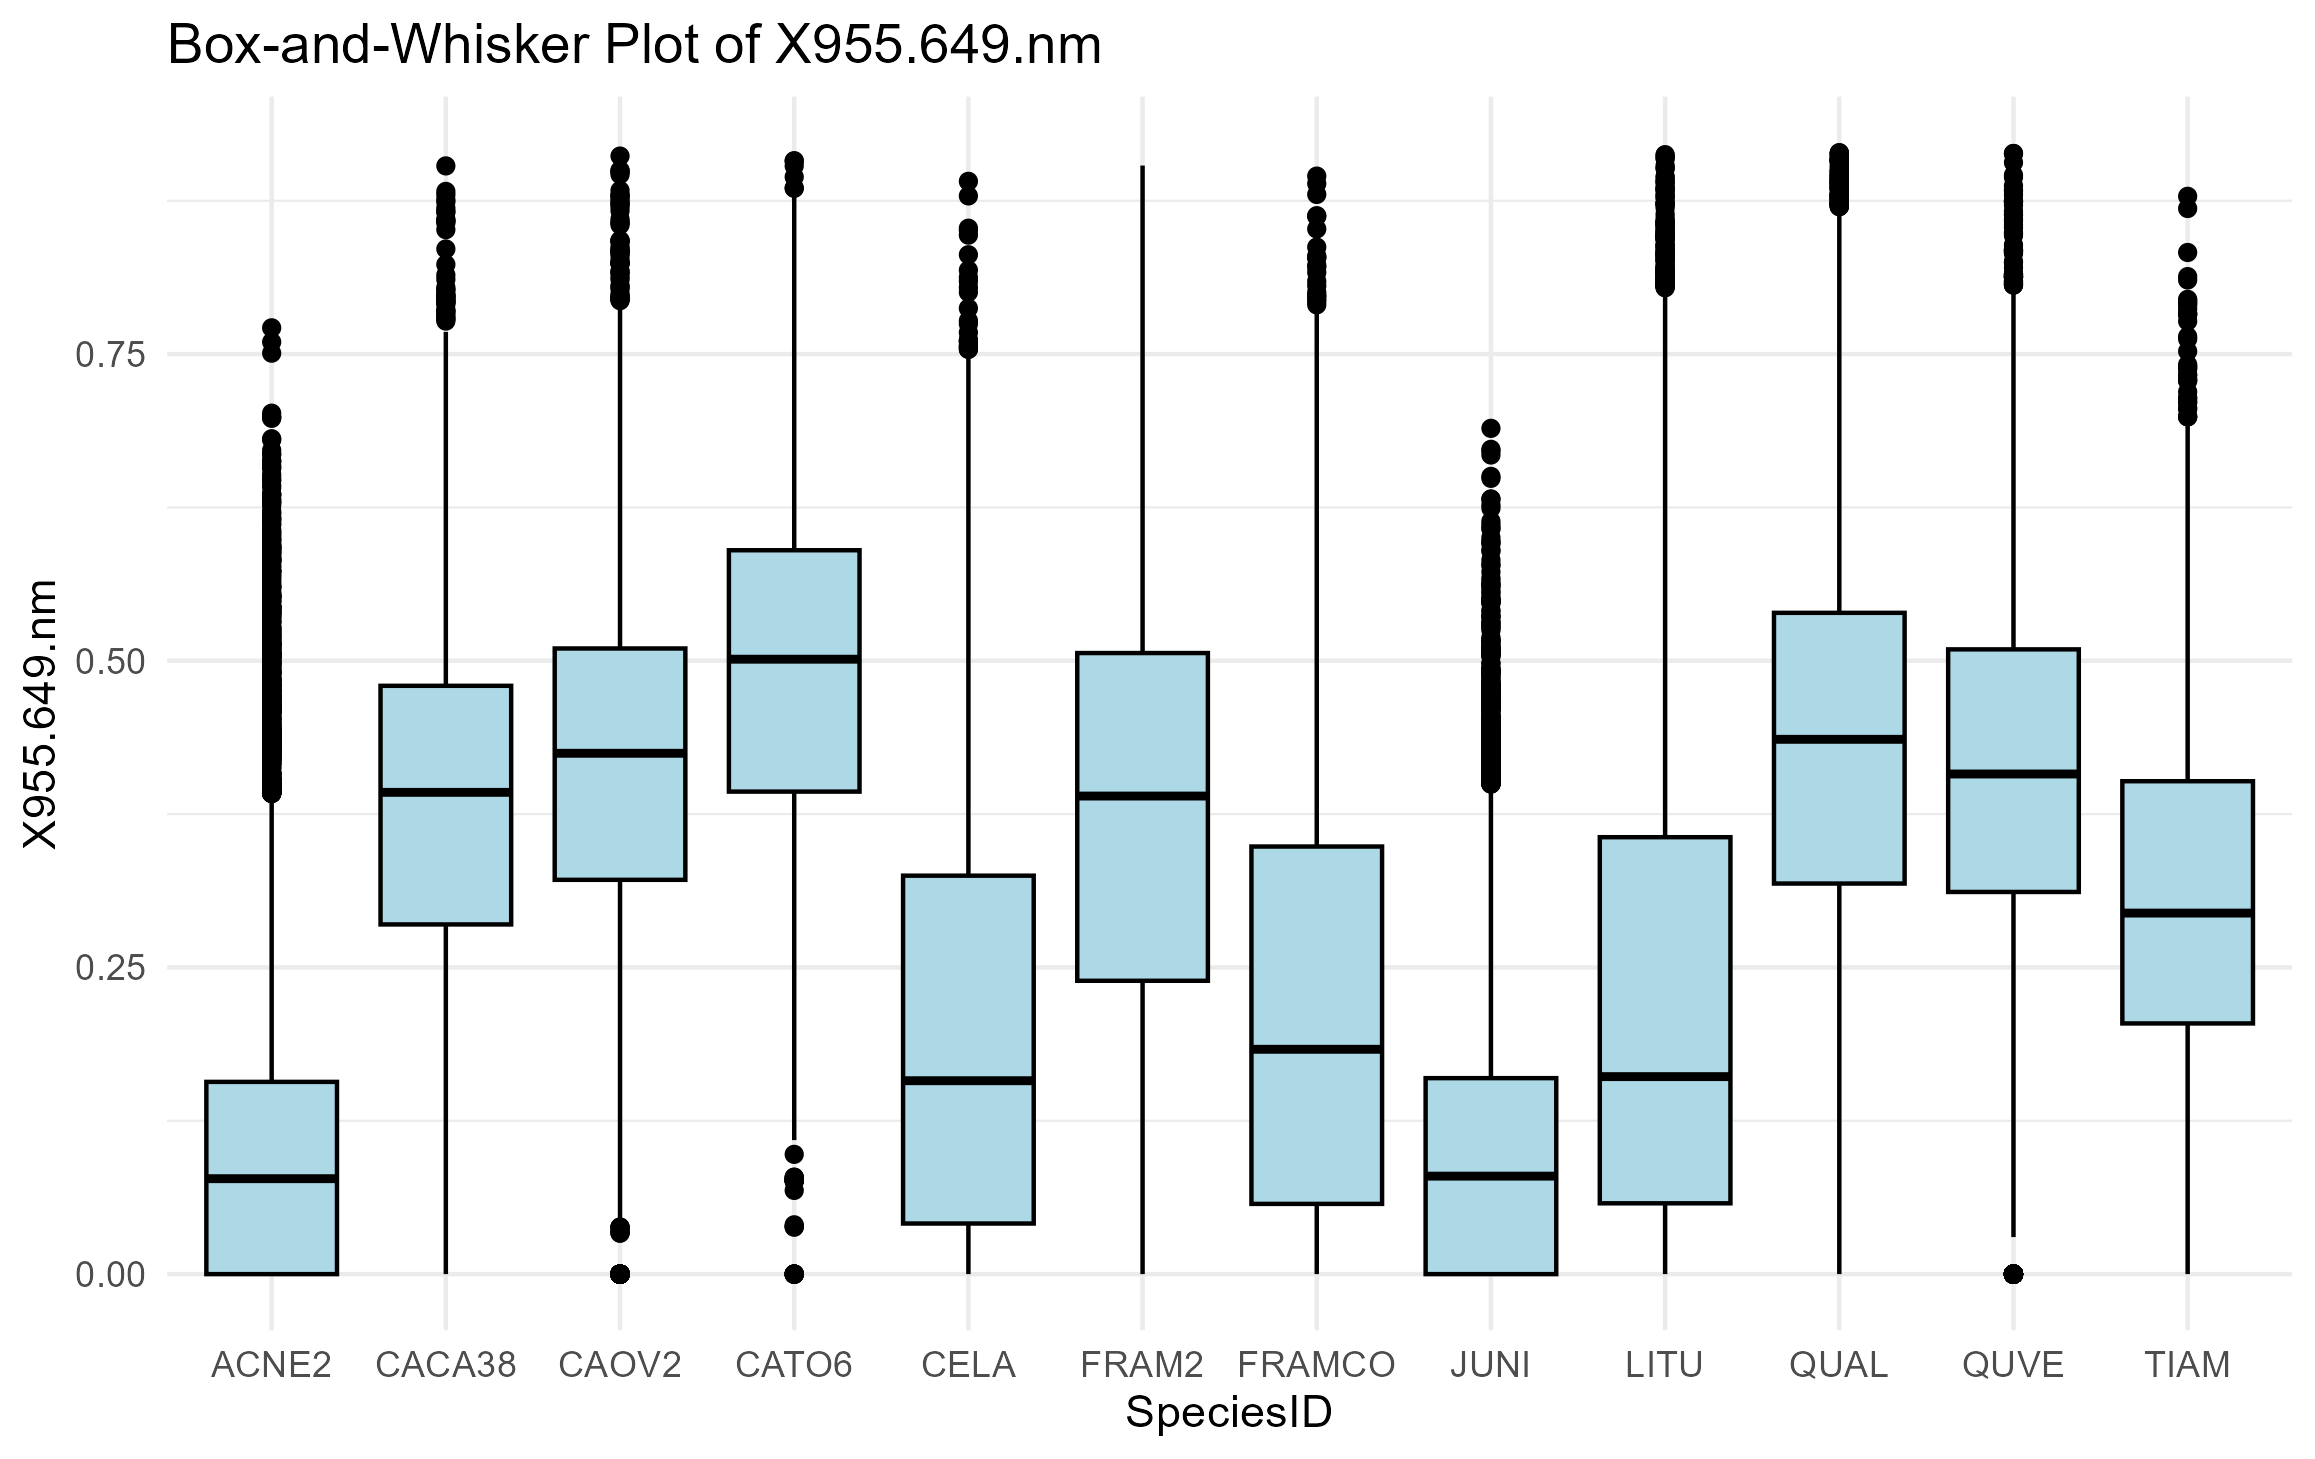 Box-and-Whisker Plot of X955.649.nm
X955.649.nm
0.75
0.50
0.25
0.00
ACNE2 CACA38 CAOV2 CATO6 CELA FRAM2 FRAMCO JUNI LITU QUAL QUVE TIAM
SpeciesID